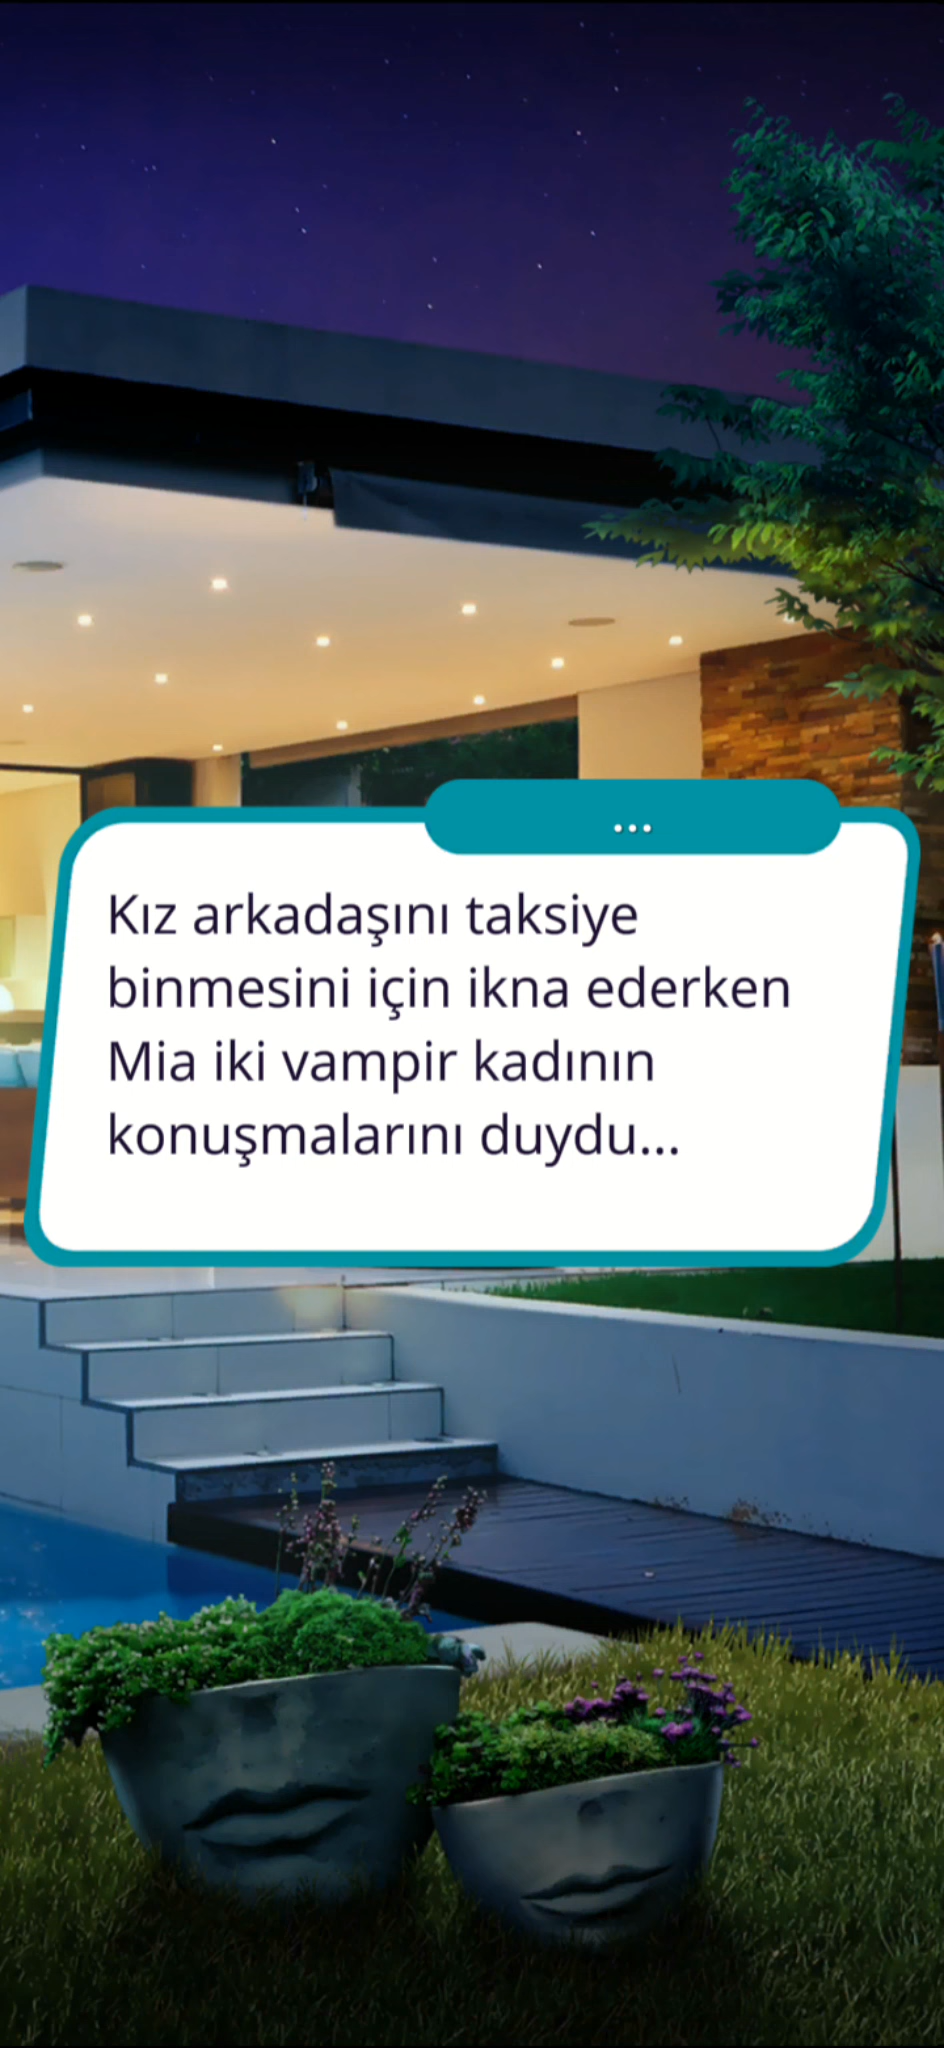 ...
Kız arkadaşını taksiye
binmesini için ikna ederken
Mia iki vampir kadının
konuşmalarını duydu...